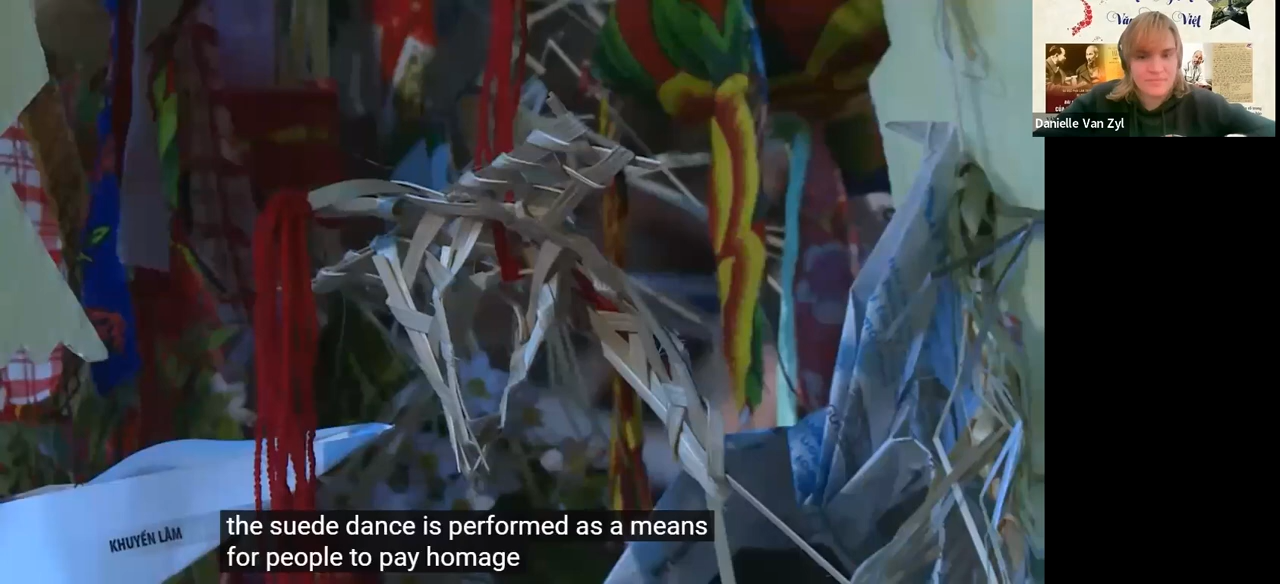 Việt
Danielle Van Zyl
KHUYẾN LÂM
the suede dance is performed as a means
for people to pay homage